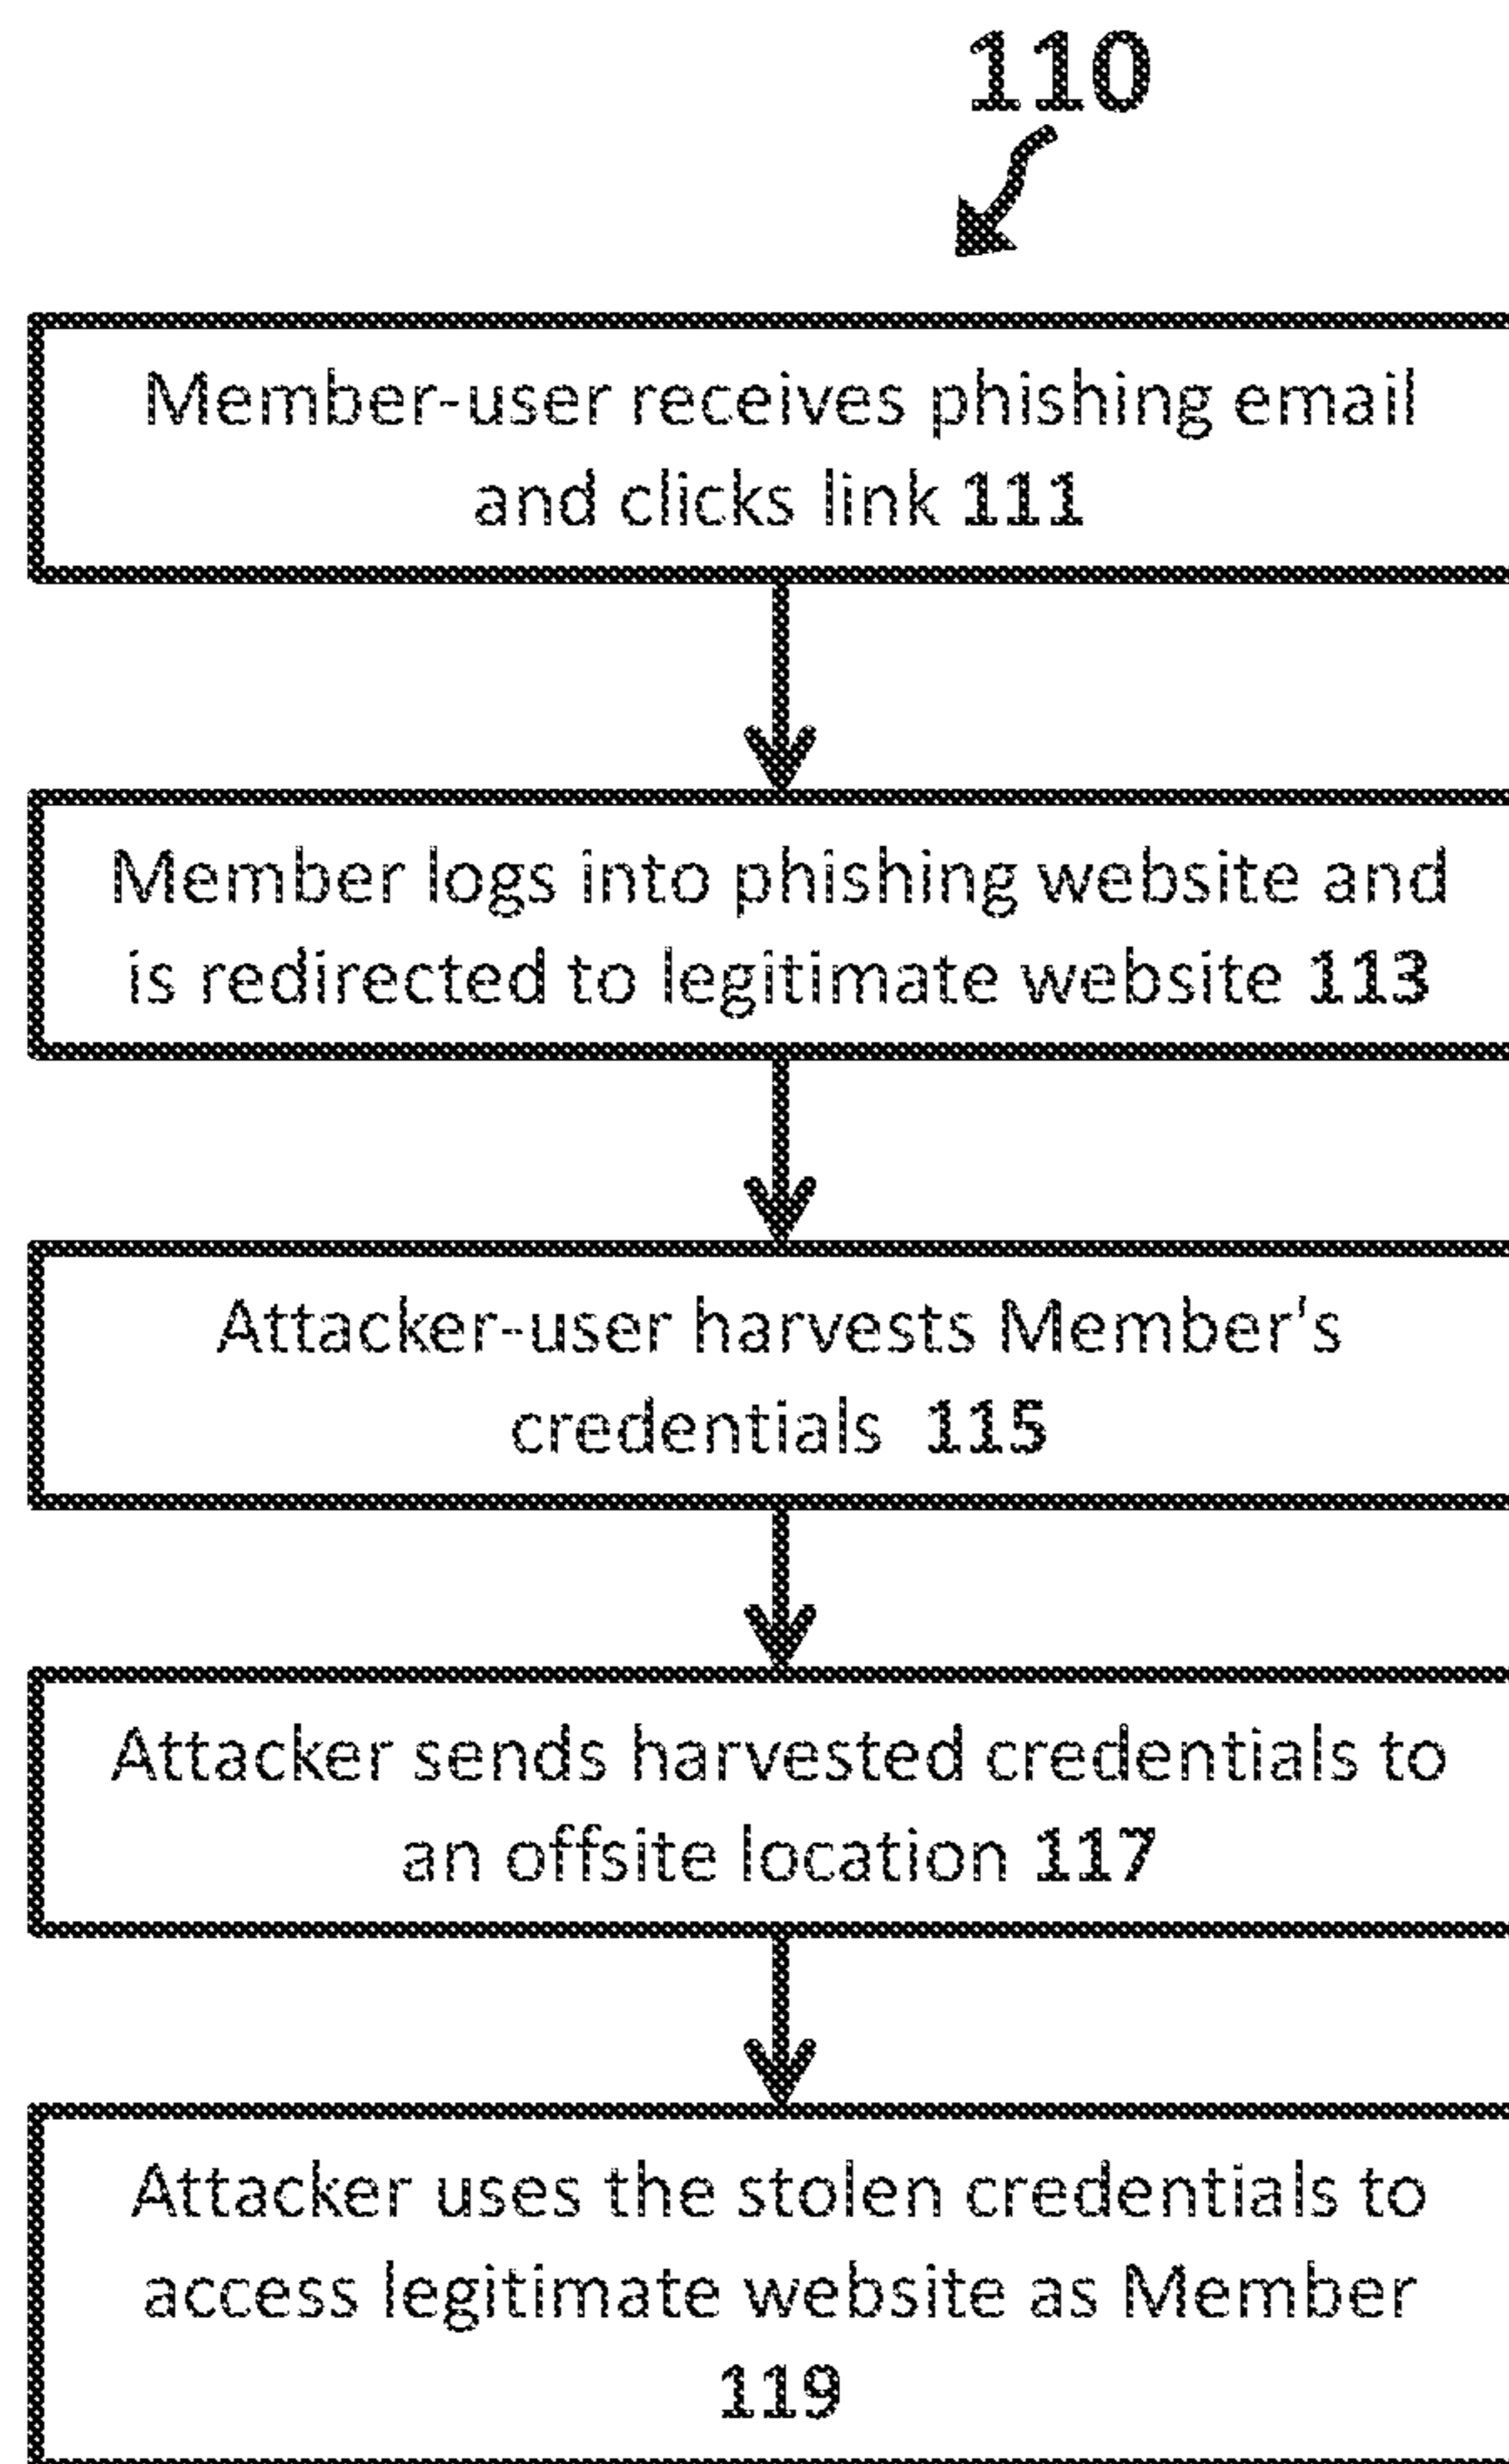 110
Member-user receives phishing email
and clicks link 111
Member logs into phishing website and
is redirected to legitimate website 113
Attacker-user harvests Member's
credentials 115
Attacker sends harvested credentials to
an offsite location 117
Attacker uses the stolen credentials to
access legitimate website as Member
119